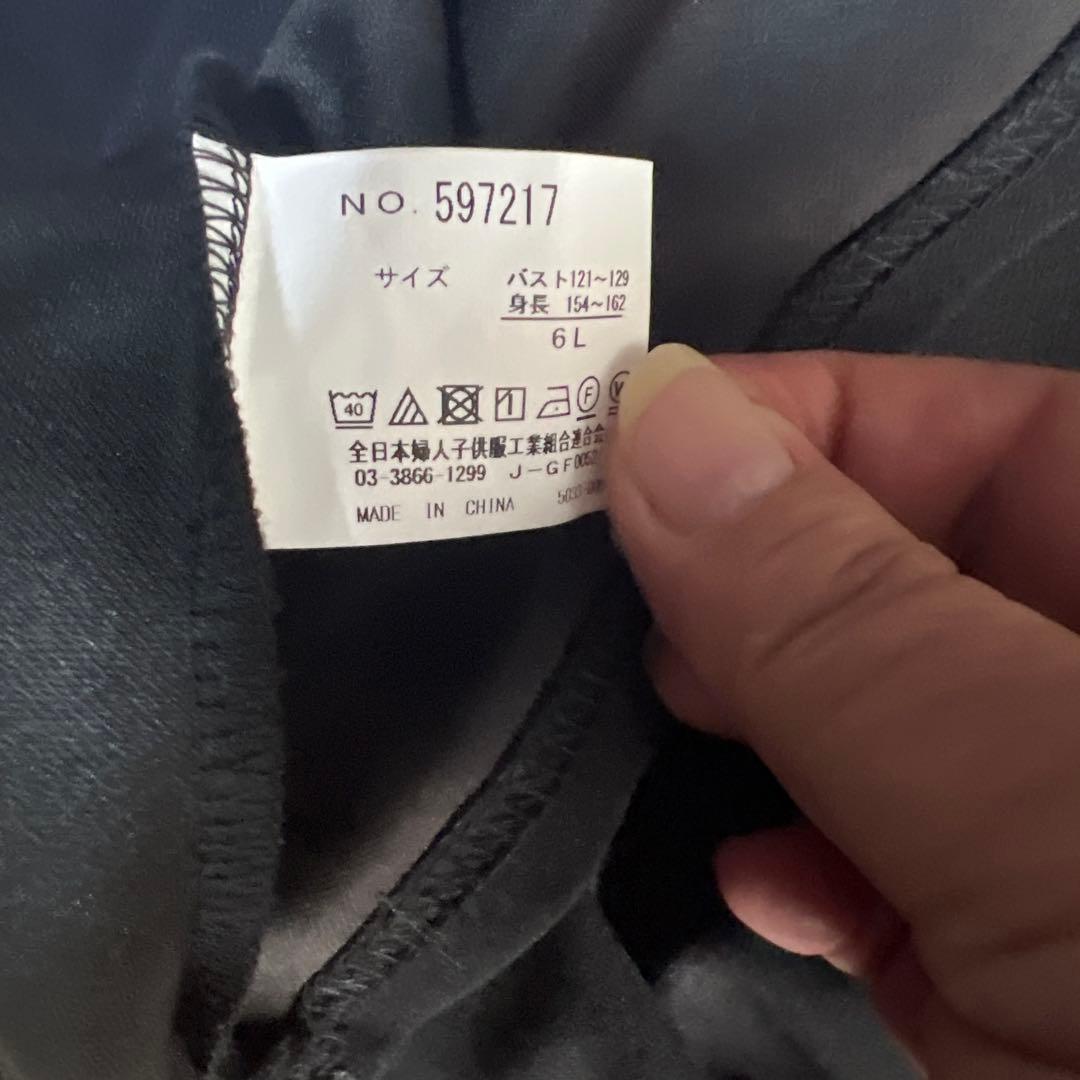 NO. 597217
サイズ バスト121~129
身長 154~162
6L
40 F
全日本婦人子供服工業組合連合会
03-3866-1299 J-GF0052
MADE IN CHINA